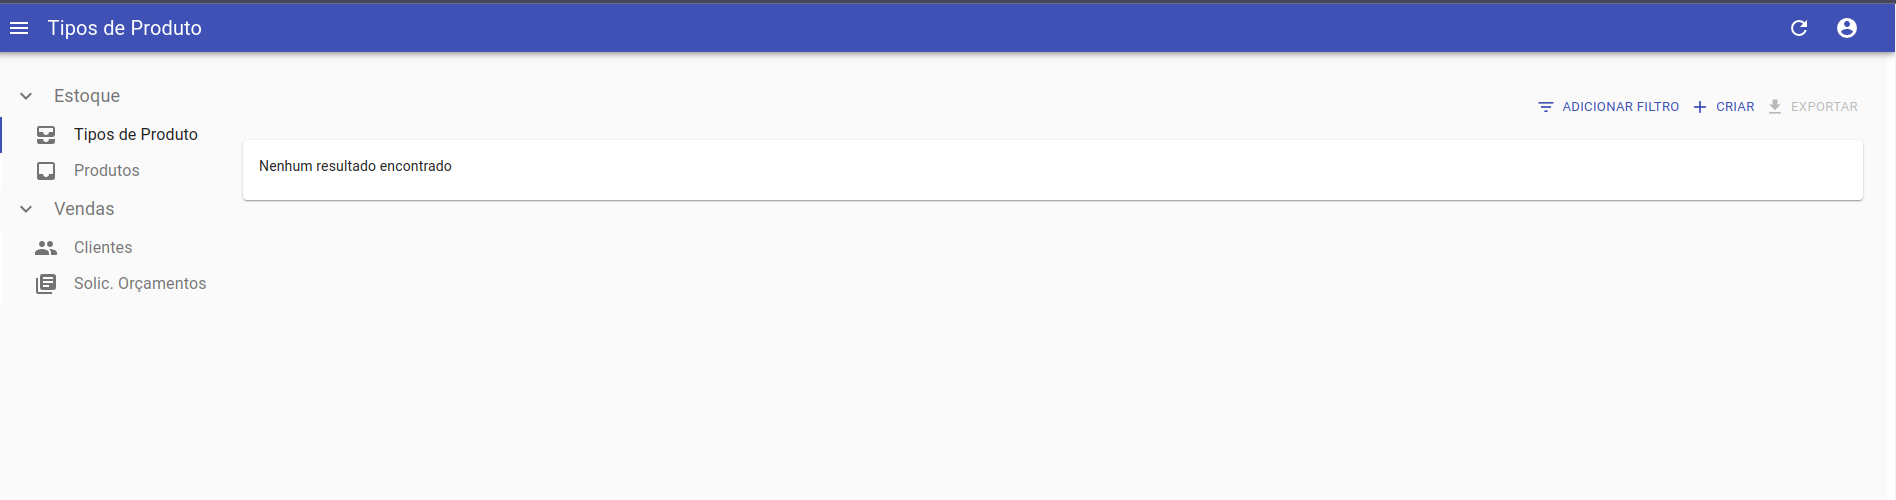 Tipos de Produto
Estoque
Tipos de Produto
Produtos
Vendas
Clientes
Solic. Orçamentos
ADICIONAR FILTRO CRIAR EXPORTAR
Nenhum resultado encontrado